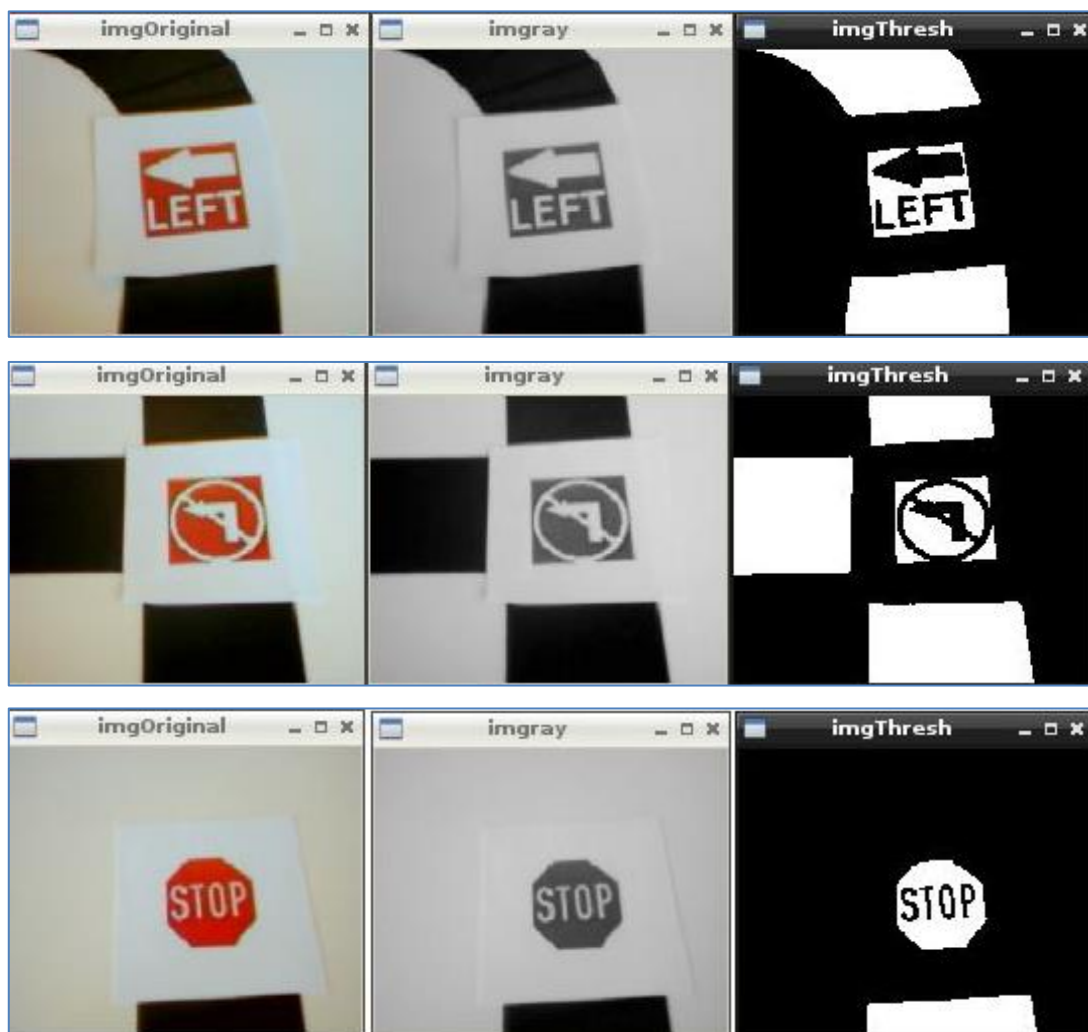 imgOriginal
imgray
imgThresh
LEFT
LEFT
LEFT
imgOriginal
imgray
imgThresh
imgOriginal
imgray
imgThresh
STOP
STOP
STOP